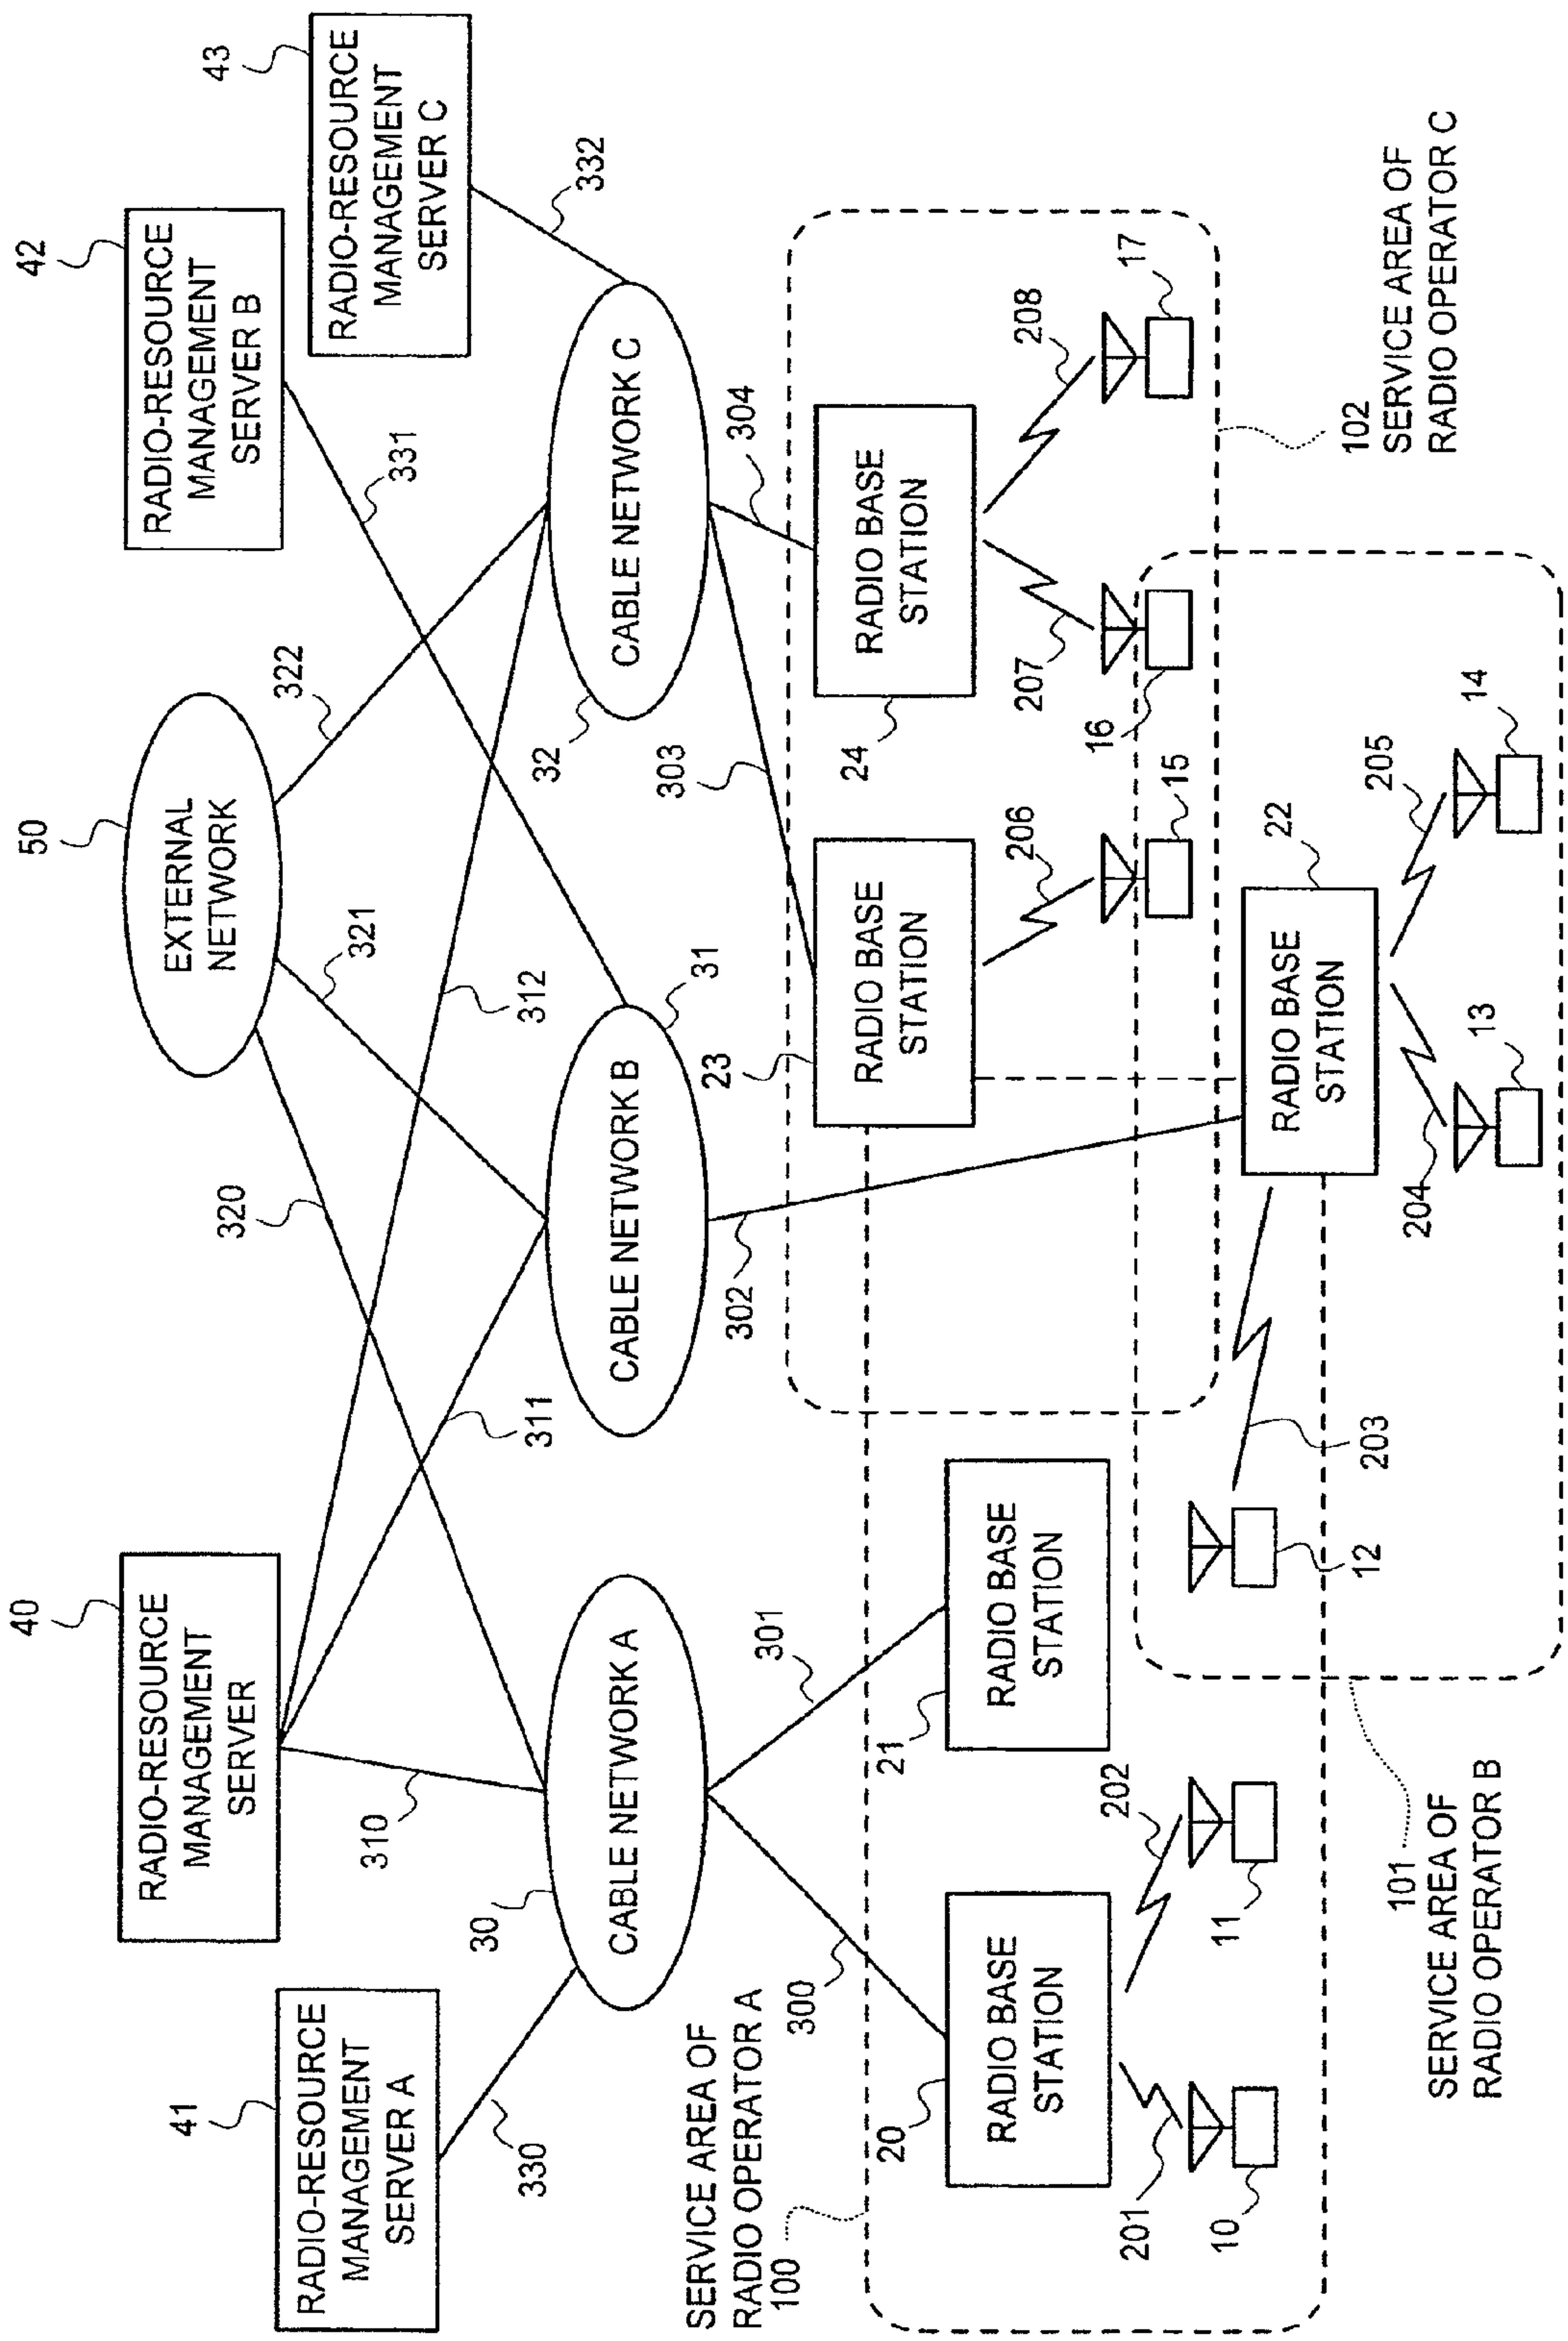 50
EXTERNAL
NETWORK
40
RADIO-RESOURCE
MANAGEMENT
SERVER
42
RADIO-RESOURCE
MANAGEMENT
SERVER B
41
RADIO-RESOURCE
MANAGEMENT
SERVER A
43
RADIO-RESOURCE
MANAGEMENT
SERVER C
320
321
322
331
310
311
312
330
332
30
CABLE NETWORK A
31
CABLE NETWORK B
32
CABLE NETWORK C
SERVICE AREA OF
RADIO OPERATOR A
100
300
301
302
303
304
20
RADIO BASE
STATION
21
RADIO BASE
STATION
23
RADIO BASE
STATION
24
RADIO BASE
STATION
201
202
206
207
208
10
11
12
15
16
17
203
22
RADIO BASE
STATION
204
205
13
14
101
SERVICE AREA OF
RADIO OPERATOR B
102
SERVICE AREA OF
RADIO OPERATOR C